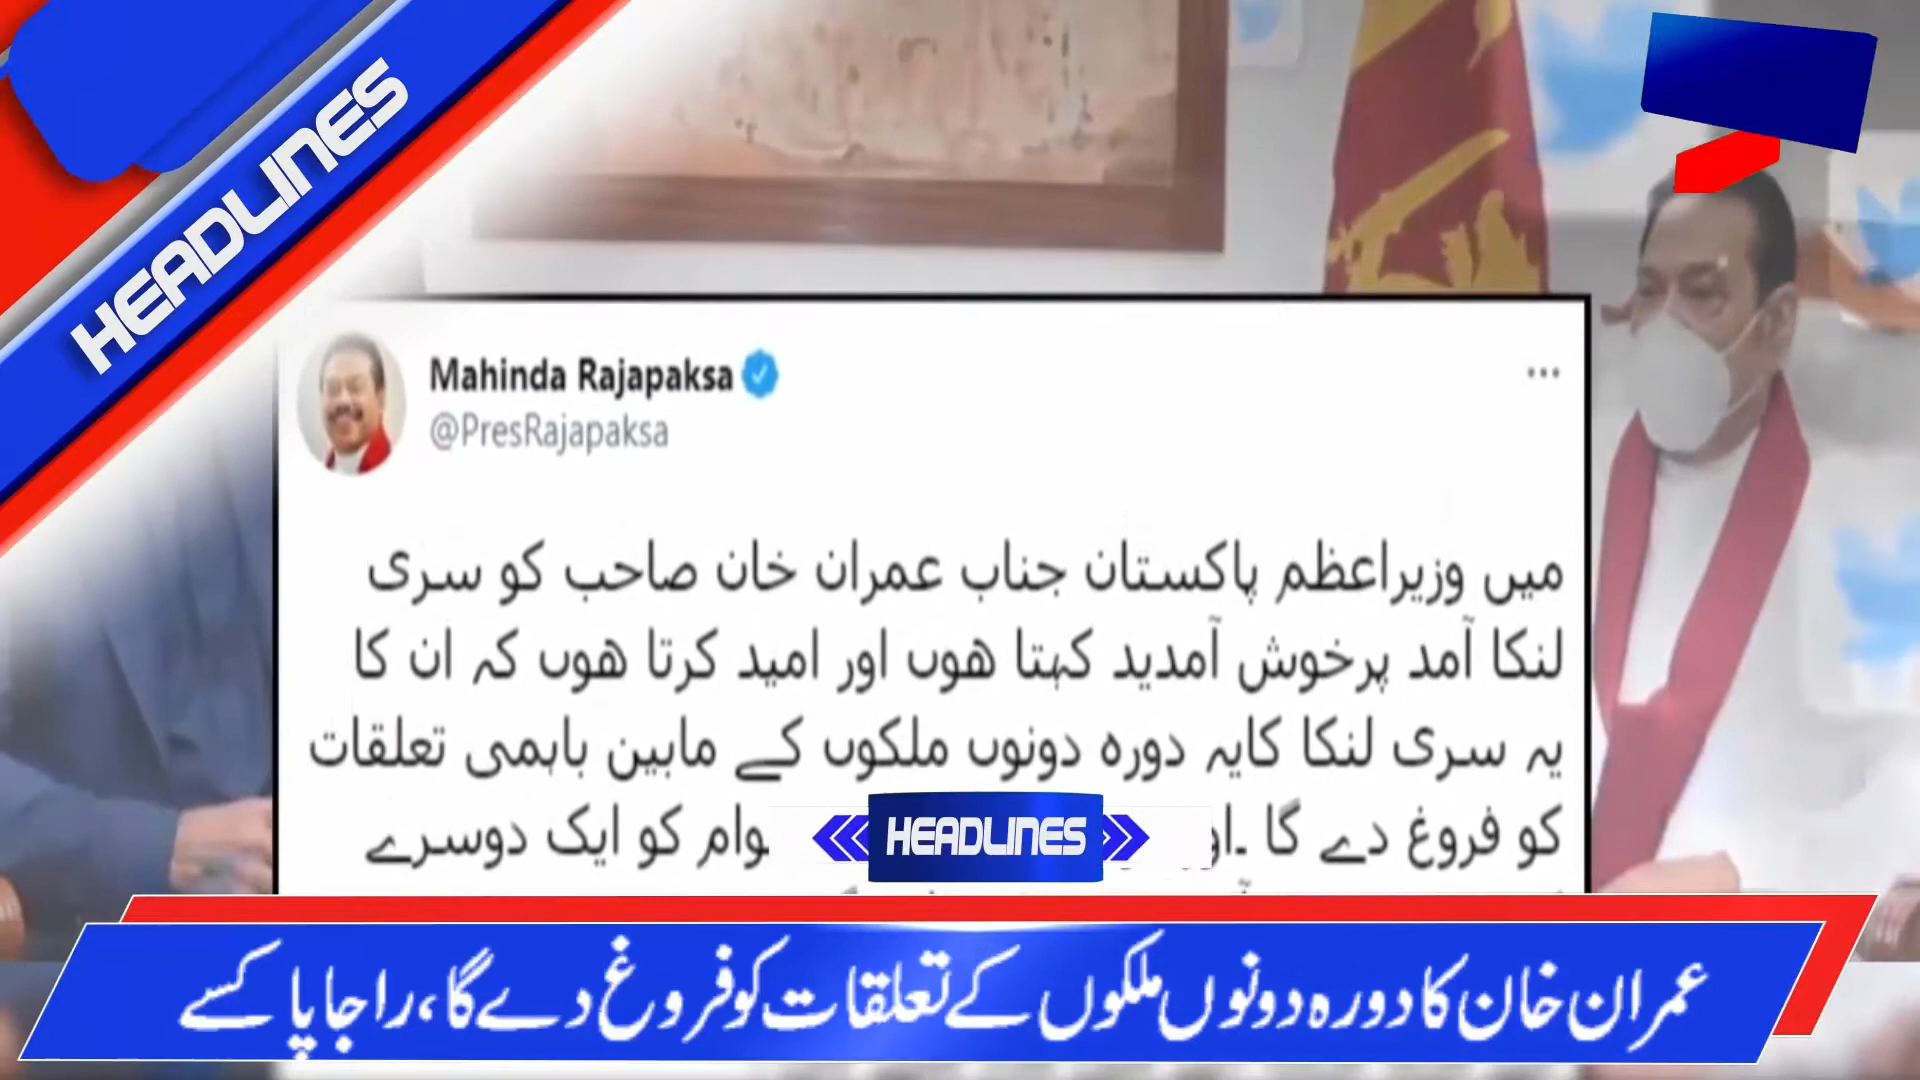 HEADLINES
Mahinda Rajapaksa
@PresRajapaksa
میں وزیراعظم پاکستان جناب عمران خان صاحب کو سری
لنکا آمد پرخوش آمدید کہتا ھوں اور امید کرتا ھوں کہ ان کا
یہ سری لنکا کایہ دورہ دونوں ملکوں کے مابین باہمی تعلقات
کو فروغ دے گا ۔اور کو ایک دوسرے
HEADLINES
عمران خان کا دورہ دونوں ملکوں کے تعلقات کو فروغ دے گا، راجا پاکسے